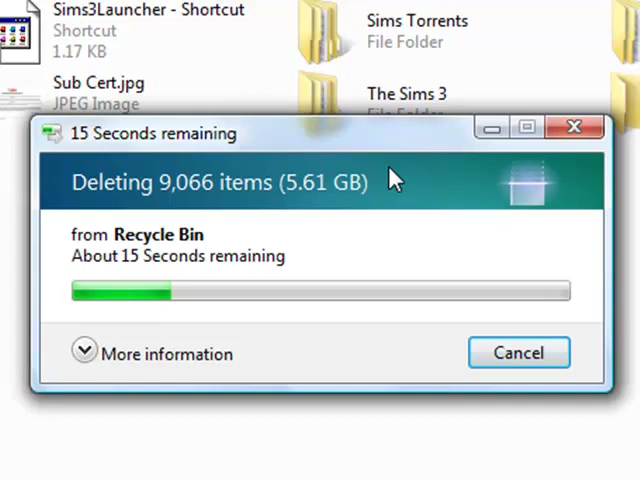 Sims3Launcher - Shortcut
Shortcut
1.17 KB
Sims Torrents
File Folder
Sub Cert.jpg
JPEG Image
The Sims 3
File Folder
15 Seconds remaining
Deleting 9,066 items (5.61 GB)
from Recycle Bin
About 15 Seconds remaining
More information
Cancel